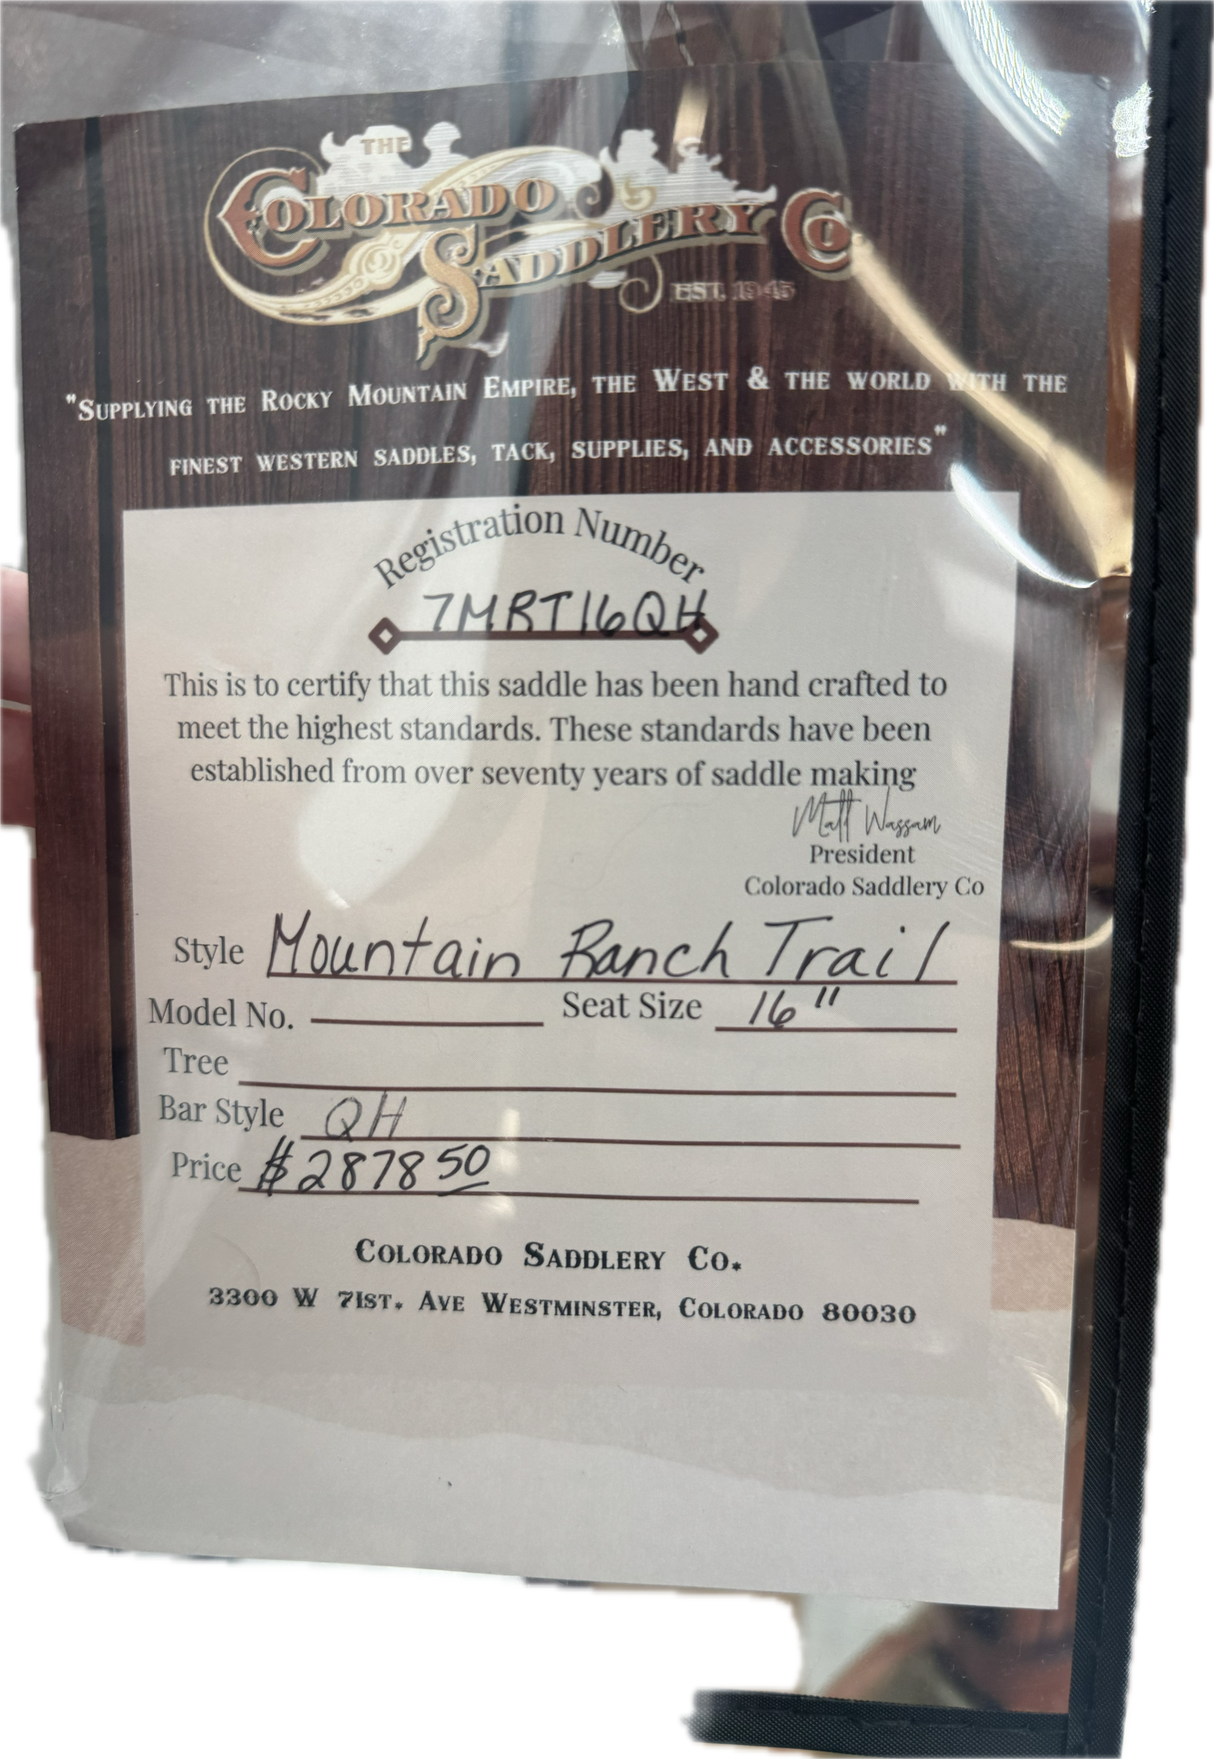 THE
COLORADO
SADDLERY CO
EST. 1945
"SUPPLYING THE ROCKY MOUNTAIN EMPIRE, THE WEST & THE WORLD WITH THE
FINEST WESTERN SADDLES, TACK, SUPPLIES, AND ACCESSORIES"
Registration Number
7MRT16QH
This is to certify that this saddle has been hand crafted to
meet the highest standards. These standards have been
established from over seventy years of saddle making
Matt Wassam
President
Colorado Saddlery Co
Style Mountain Ranch Trail
Model No. Seat Size 16"
Tree
Bar Style QH
Price $2878 50
COLORADO SADDLERY CO.
3300 W 71ST. AVE WESTMINSTER, COLORADO 80030